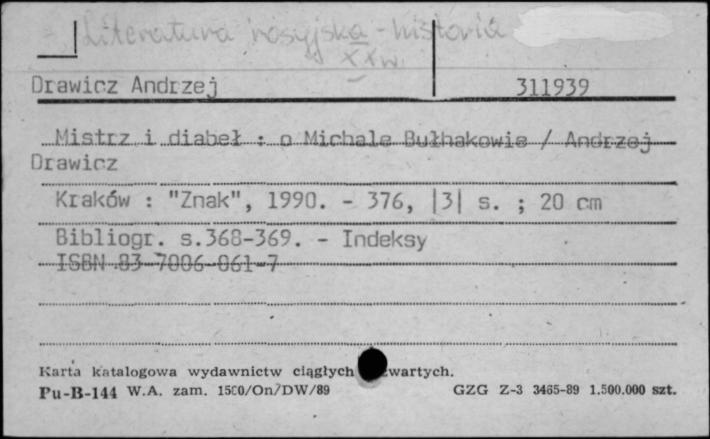 Literatura rosyjska - historia
XX w.
Drawicz Andrzej 311939
Mistrz i diabeł : o Michale Bułhakowie / Andrzej
Drawicz
Kraków : "Znak", 1990. - 376, |3| s. ; 20 cm
Bibliogr. s.368-369. - Indeksy
ISBN 83-7006-061-7
Karta katalogowa wydawnictw ciągłych wartych.
Pu-B-144 W.A. zam. 1500/On/DW/89 GZG Z-3 3465-89 1.500.000 szt.